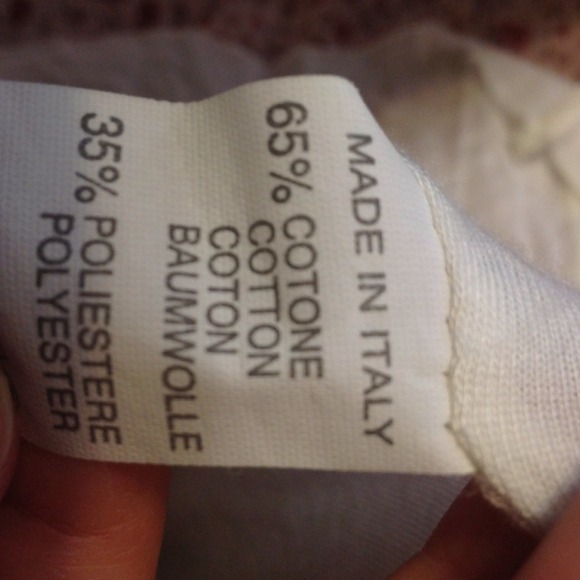 MADE IN ITALY
65% COTONE
COTTON
COTON
BAUMWOLLE
35% POLIESTERE
POLYESTER